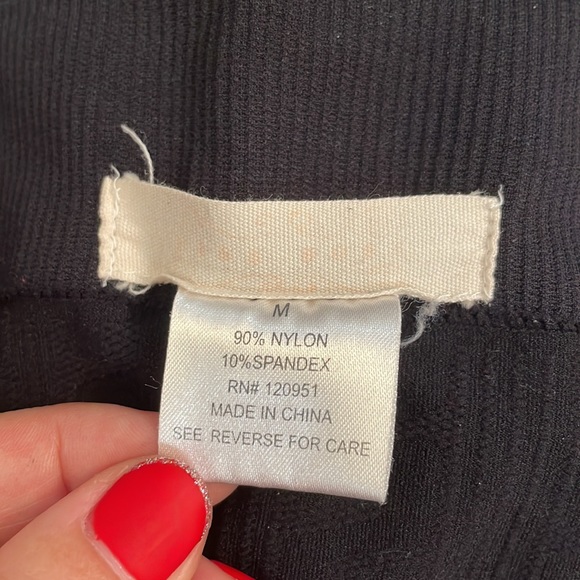 M
90% NYLON
10%SPANDEX
RN# 120951
MADE IN CHINA
SEE REVERSE FOR CARE